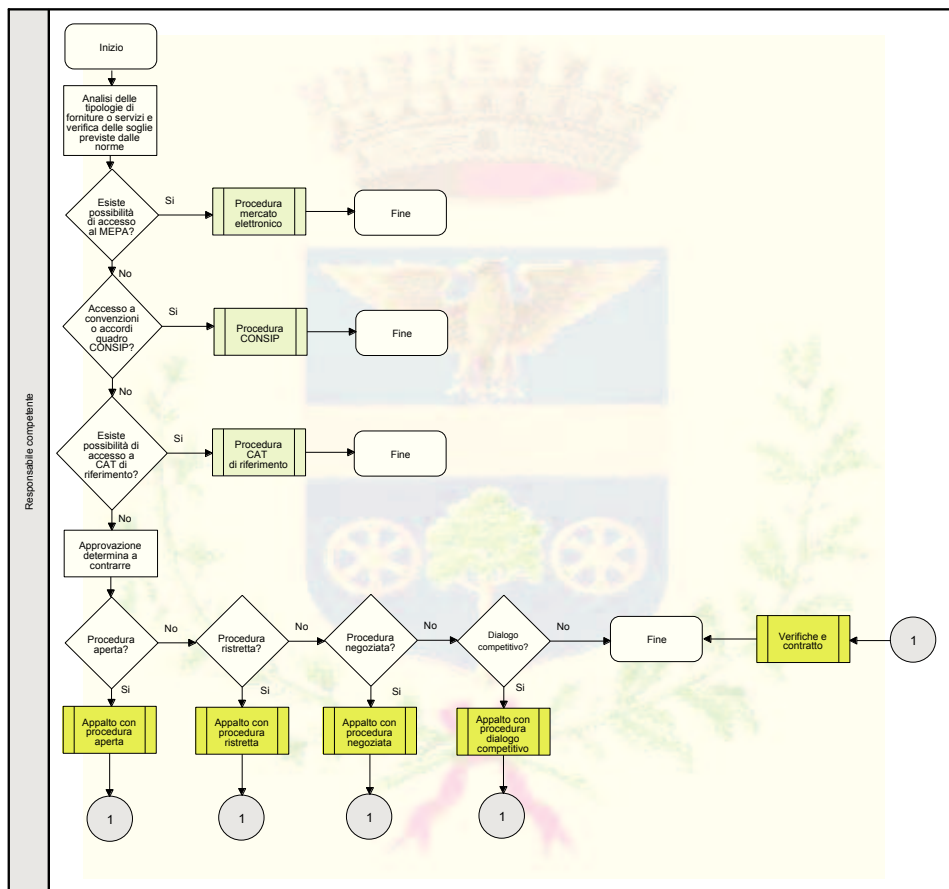 Responsabile competente
Inizio
Analisi delle
tipologie di
forniture o servizi e
verifica delle soglie
previste dalle
norme
Esiste
possibilità
di accesso
al MEPA?
Si
Procedura
mercato
elettronico
Fine
No
Accesso a
convenzioni
o accordi
quadro
CONSIP?
Si
Procedura
CONSIP
Fine
No
Esiste
possibilità di
accesso a
CAT di
riferimento?
Si
Procedura
CAT
di riferimento
Fine
No
Approvazione
determina a
contrarre
Procedura
aperta?
No
Procedura
ristretta?
No
Procedura
negoziata?
No
Dialogo
competitivo?
No
Fine
Verifiche e
contratto
1
Si
Si
Si
Si
Appalto con
procedura
aperta
Appalto con
procedura
ristretta
Appalto con
procedura
negoziata
Appalto con
procedura
dialogo
competitivo
1
1
1
1